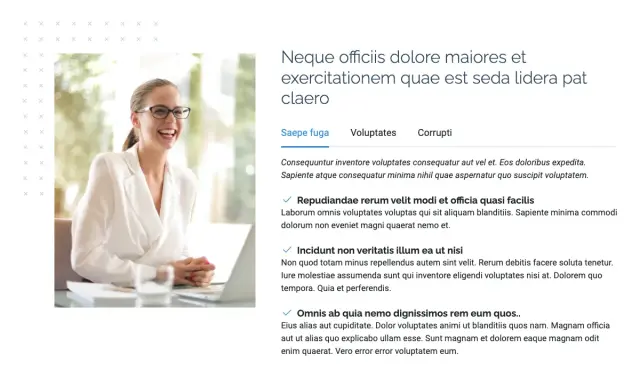 Neque officiis dolore maiores et
exercitationem quae est seda lidera pat
claero
Saepe fuga Voluptates Corrupti
Consequuntur inventore voluptates consequatur aut vel et. Eos doloribus expedita.
Sapiente atque consequatur minima nihil quae aspernatur quo suscipit voluptatem.
Repudiandae rerum velit modi et officia quasi facilis
Laborum omnis voluptates voluptas qui sit aliquam blanditiis. Sapiente minima commodi
dolorum non eveniet magni quaerat nemo et.
Incidunt non veritatis illum ea ut nisi
Non quod totam minus repellendus autem sint velit. Rerum debitis facere soluta tenetur.
Iure molestiae assumenda sunt qui inventore eligendi voluptates nisi at. Dolorem quo
tempora. Quia et perferendis.
Omnis ab quia nemo dignissimos rem eum quos..
Eius alias aut cupiditate. Dolor voluptates animi ut blanditiis quos nam. Magnam officia
aut ut alias quo explicabo ullam esse. Sunt magnam et dolorem eaque magnam odit
enim quaerat. Vero error error voluptatem eum.